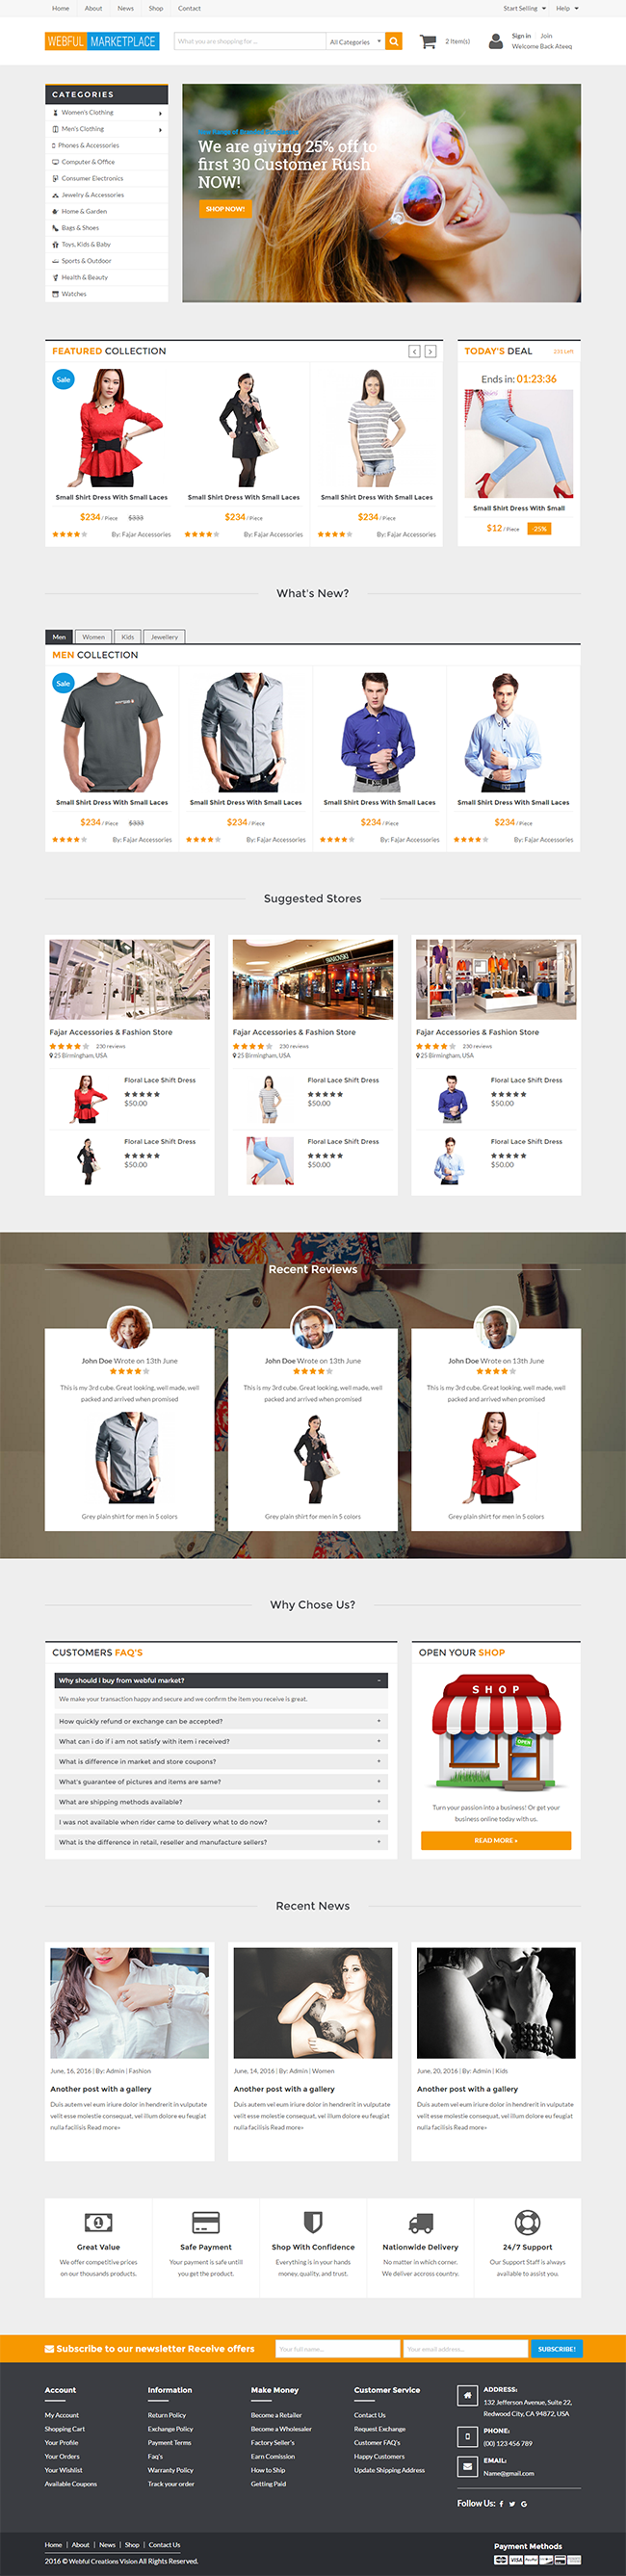 Home About News Shop Contact Start Selling Help
WEBFUL MARKETPLACE
What you are shopping for ... All Categories
2 Item(s)
Sign in Join
Welcome Back Ateeq
CATEGORIES
Women's Clothing
Men's Clothing
Phones & Accessories
Computer & Office
Consumer Electronics
Jewelry & Accessories
Home & Garden
Bags & Shoes
Toys, Kids & Baby
Sports & Outdoor
Health & Beauty
Watches
We are giving 25% off to
first 30 Customer Rush
NOW!
SHOP NOW!
FEATURED COLLECTION
Sale
Small Shirt Dress With Small Laces
$234 / Piece $333
By: Fajar Accessories
Small Shirt Dress With Small Laces
$234 / Piece
By: Fajar Accessories
Small Shirt Dress With Small Laces
$234 / Piece
By: Fajar Accessories
TODAY'S DEAL 231 Left
Ends in: 01:23:36
Small Shirt Dress With Small
$12 / Piece -25%
What's New?
Men Women Kids Jewellery
MEN COLLECTION
Sale
Small Shirt Dress With Small Laces
$234 / Piece $333
By: Fajar Accessories
Small Shirt Dress With Small Laces
$234 / Piece
By: Fajar Accessories
Small Shirt Dress With Small Laces
$234 / Piece
By: Fajar Accessories
Small Shirt Dress With Small Laces
$234 / Piece
By: Fajar Accessories
Suggested Stores
Fajar Accessories & Fashion Store
230 reviews
25 Birmingham, USA
Floral Lace Shift Dress
$50.00
Floral Lace Shift Dress
$50.00
SWAROVSKI
Fajar Accessories & Fashion Store
230 reviews
25 Birmingham, USA
Floral Lace Shift Dress
$50.00
Floral Lace Shift Dress
$50.00
Fajar Accessories & Fashion Store
230 reviews
25 Birmingham, USA
Floral Lace Shift Dress
$50.00
Floral Lace Shift Dress
$50.00
Recent Reviews
John Doe Wrote on 13th June
This is my 3rd cube. Great looking, well made, well
packed and arrived when promised
Grey plain shirt for men in 5 colors
John Doe Wrote on 13th June
This is my 3rd cube. Great looking, well made, well
packed and arrived when promised
Grey plain shirt for men in 5 colors
John Doe Wrote on 13th June
This is my 3rd cube. Great looking, well made, well
packed and arrived when promised
Grey plain shirt for men in 5 colors
Why Chose Us?
CUSTOMERS FAQ'S
Why should i buy from webful market? -
We make your transaction happy and secure and we confirm the item you receive is great.
How quickly refund or exchange can be accepted? +
What can i do if i am not satisfy with item i received? +
What is difference in market and store coupons? +
What's guarantee of pictures and items are same? +
What are shipping methods available? +
I was not available when rider came to delivery what to do now? +
What is the difference in retail, reseller and manufacture sellers? +
OPEN YOUR SHOP
SHOP
OPEN
Turn your passion into a business! Or get your
business online today with us.
READ MORE »
Recent News
June, 16, 2016 | By: Admin | Fashion
Another post with a gallery
Duis autem vel eum iriure dolor in hendrerit in vulputate
velit esse molestie consequat, vel illum dolore eu feugiat
nulla facilisis Read more»
June, 14, 2016 | By: Admin | Women
Another post with a gallery
Duis autem vel eum iriure dolor in hendrerit in vulputate
velit esse molestie consequat, vel illum dolore eu feugiat
nulla facilisis Read more»
June, 20, 2016 | By: Admin | Kids
Another post with a gallery
Duis autem vel eum iriure dolor in hendrerit in vulputate
velit esse molestie consequat, vel illum dolore eu feugiat
nulla facilisis Read more»
Great Value
We offer competitive prices
on our thousands products.
Safe Payment
Your payment is safe untill
you get the product.
Shop With Confidence
Everything is in your hands
money, quality, and trust.
Nationwide Delivery
No matter in which corner.
We deliver accross country.
24/7 Support
Our Support Staff is always
available to assist you.
Subscribe to our newsletter Receive offers
Your full name... Your email address... SUBSCRIBE!
Account
My Account
Shopping Cart
Your Profile
Your Orders
Your Wishlist
Available Coupons
Information
Return Policy
Exchange Policy
Payment Terms
Faq's
Warranty Policy
Track your order
Make Money
Become a Retailer
Become a Wholesaler
Factory Seller's
Earn Comission
How to Ship
Getting Paid
Customer Service
Contact Us
Request Exchange
Customer FAQ's
Happy Customers
Update Shipping Address
ADDRESS:
132 Jefferson Avenue, Suite 22,
Redwood City, CA 94872, USA
PHONE:
(00) 123 456 789
EMAIL:
Name@gmail.com
Follow Us:
Home | About | News | Shop | Contact Us
2016 © Webful Creations Vision All Rights Reserved.
Payment Methods
VISA